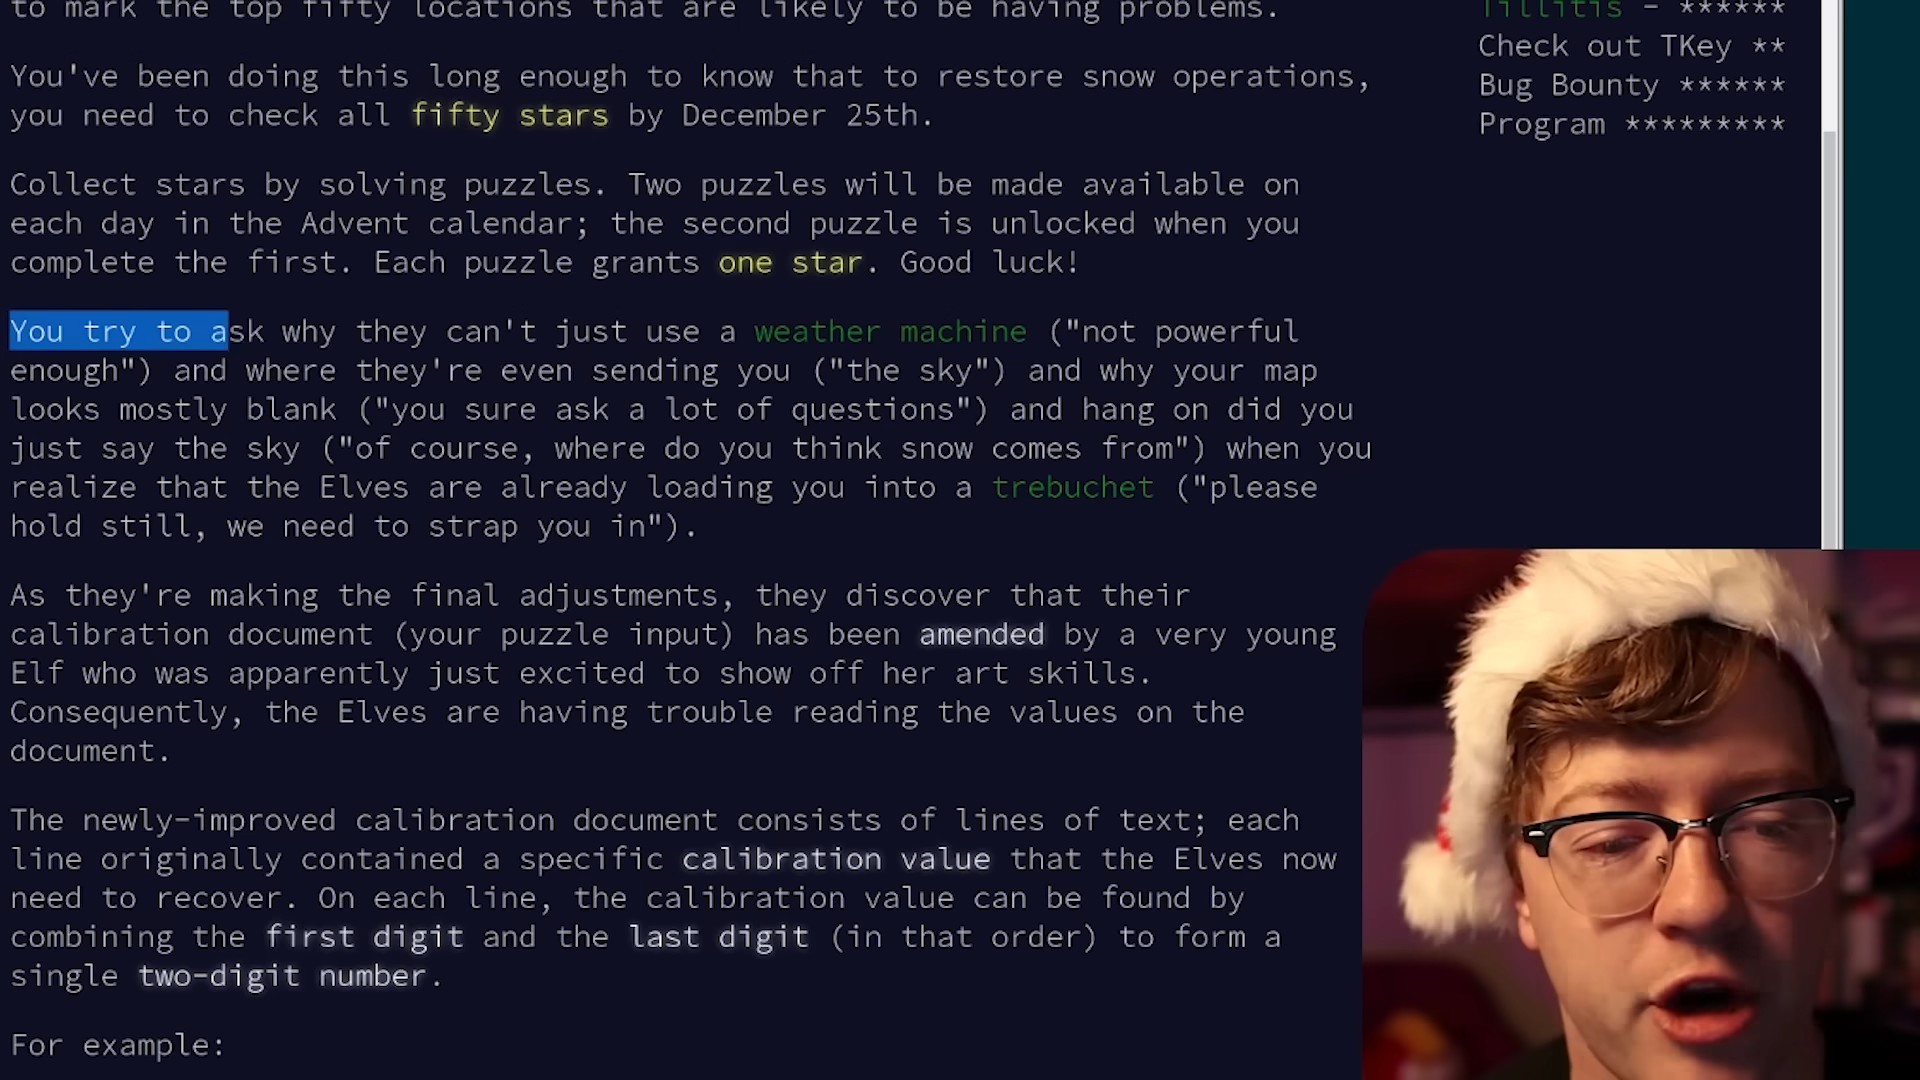 to mark the top fifty locations that are likely to be having problems.
You've been doing this long enough to know that to restore snow operations,
you need to check all fifty stars by December 25th.
Collect stars by solving puzzles. Two puzzles will be made available on
each day in the Advent calendar; the second puzzle is unlocked when you
complete the first. Each puzzle grants one star. Good luck!
You try to ask why they can't just use a weather machine ("not powerful
enough") and where they're even sending you ("the sky") and why your map
looks mostly blank ("you sure ask a lot of questions") and hang on did you
just say the sky ("of course, where do you think snow comes from") when you
realize that the Elves are already loading you into a trebuchet ("please
hold still, we need to strap you in").
As they're making the final adjustments, they discover that their
calibration document (your puzzle input) has been amended by a very young
Elf who was apparently just excited to show off her art skills.
Consequently, the Elves are having trouble reading the values on the
document.
The newly-improved calibration document consists of lines of text; each
line originally contained a specific calibration value that the Elves now
need to recover. On each line, the calibration value can be found by
combining the first digit and the last digit (in that order) to form a
single two-digit number.
For example:
Tillitis - ******
Check out TKey **
Bug Bounty ******
Program *********